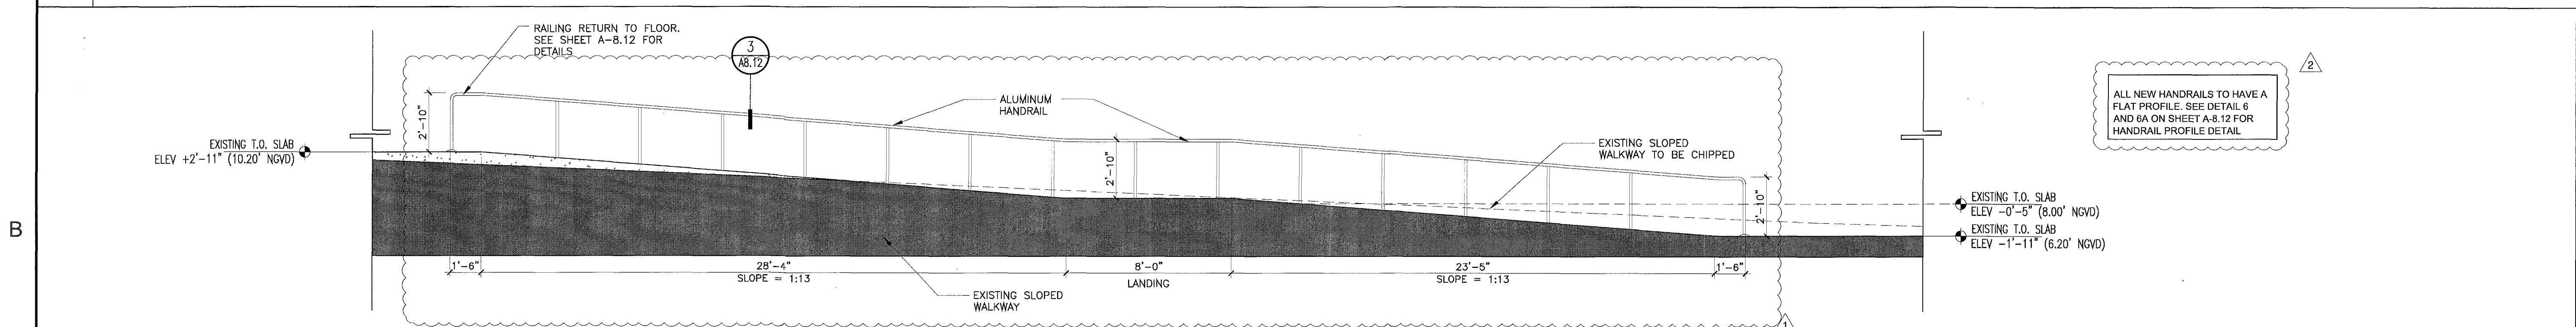 RAILING RETURN TO FLOOR.
SEE SHEET A-8.12 FOR
DETAILS
3
A8.12
2
ALL NEW HANDRAILS TO HAVE A
FLAT PROFILE. SEE DETAIL 6
AND 6A ON SHEET A-8.12 FOR
HANDRAIL PROFILE DETAIL
ALUMINUM
HANDRAIL
2'-10"
EXISTING T.O. SLAB
ELEV +2'-11" (10.20' NGVD)
EXISTING SLOPED
WALKWAY TO BE CHIPPED
2'-10"
2'-10"
EXISTING T.O. SLAB
ELEV -0'-5" (8.00' NGVD)
EXISTING T.O. SLAB
ELEV -1'-11" (6.20' NGVD)
B
1'-6"
28'-4"
SLOPE = 1:13
8'-0"
LANDING
23'-5"
SLOPE = 1:13
1'-6"
EXISTING SLOPED
WALKWAY
1